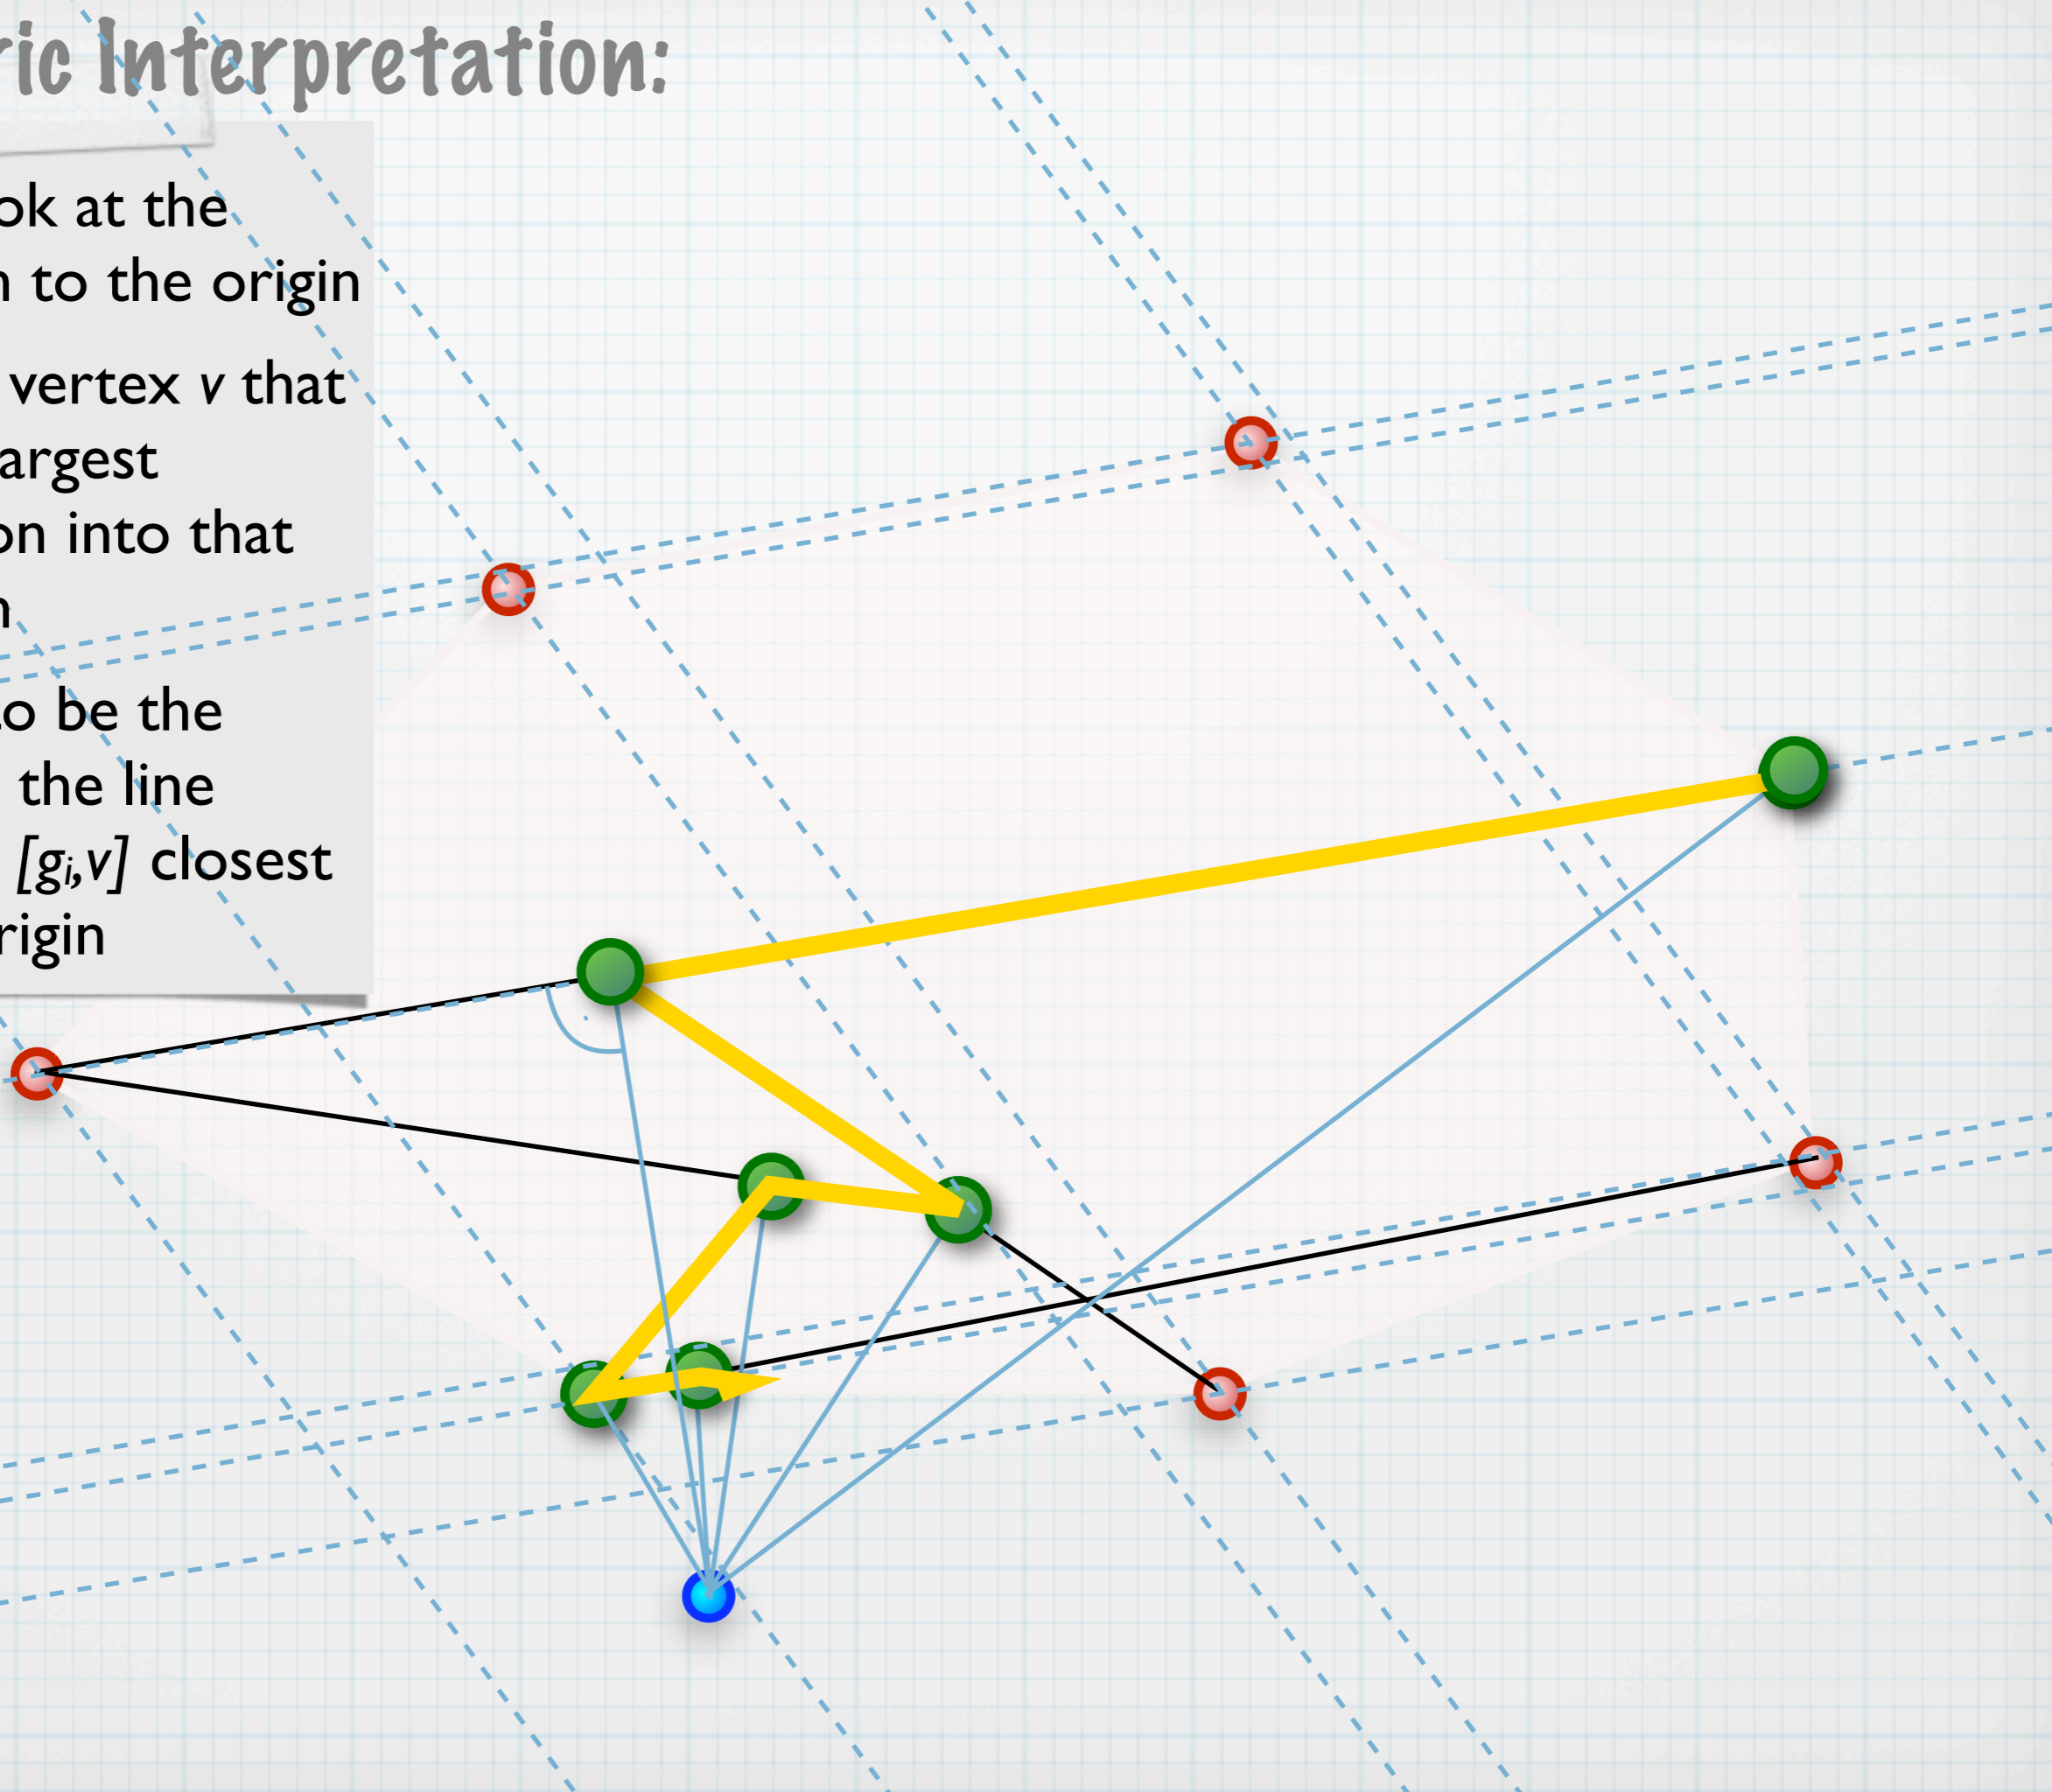 ric Interpretation:
ok at the
n to the origin
vertex v that
argest
on into that
n
to be the
the line
[gi,v] closest
rigin